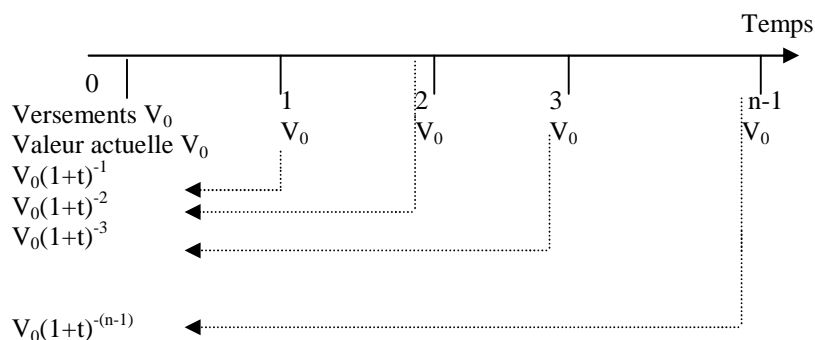 Temps
0
1 2 3 n-1
Versements V₀ V₀ V₀ V₀ V₀
Valeur actuelle V₀
V₀(1+t)⁻¹
V₀(1+t)⁻²
V₀(1+t)⁻³
V₀(1+t)⁻⁽ⁿ⁻¹⁾